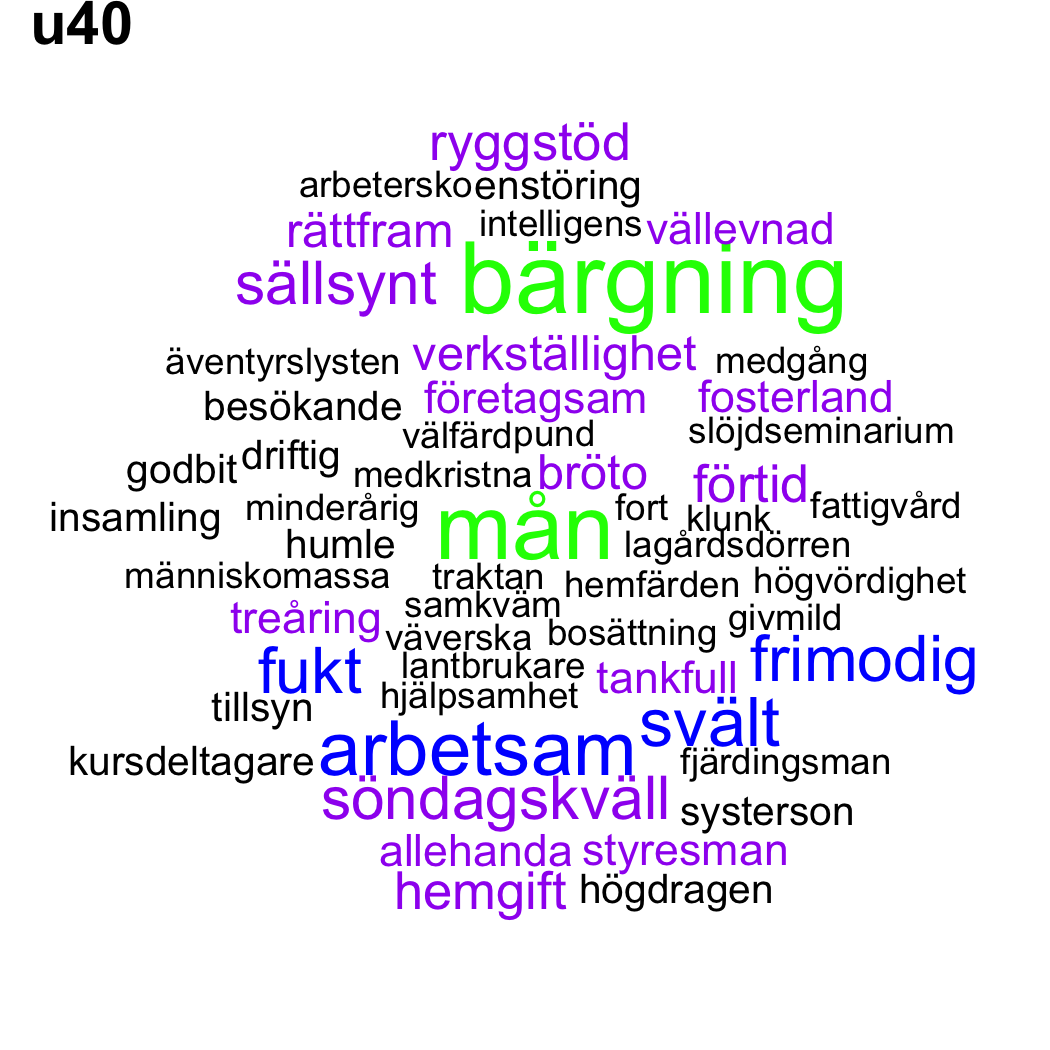 u40
ryggstöd
arbetersko enstöring
rättfram intelligens vällevnad
sällsynt bärgning
äventyrslysten verkställighet medgång
besökande företagsam fosterland
välfärd pund slöjdseminarium
godbit driftig medkristna bröto förtid
insamling minderårig mån fort klunk fattigvård
humle lagårdsdörren
människomassa traktan hemfärden högvördighet
treåring samkväm givmild
väverska bosättning
fukt lantbrukare tankfull frimodig
tillsyn hjälpsamhet
arbetsam svält
kursdeltagare fjärdingsman
söndagskväll systerson
allehanda styresman
hemgift högdragen